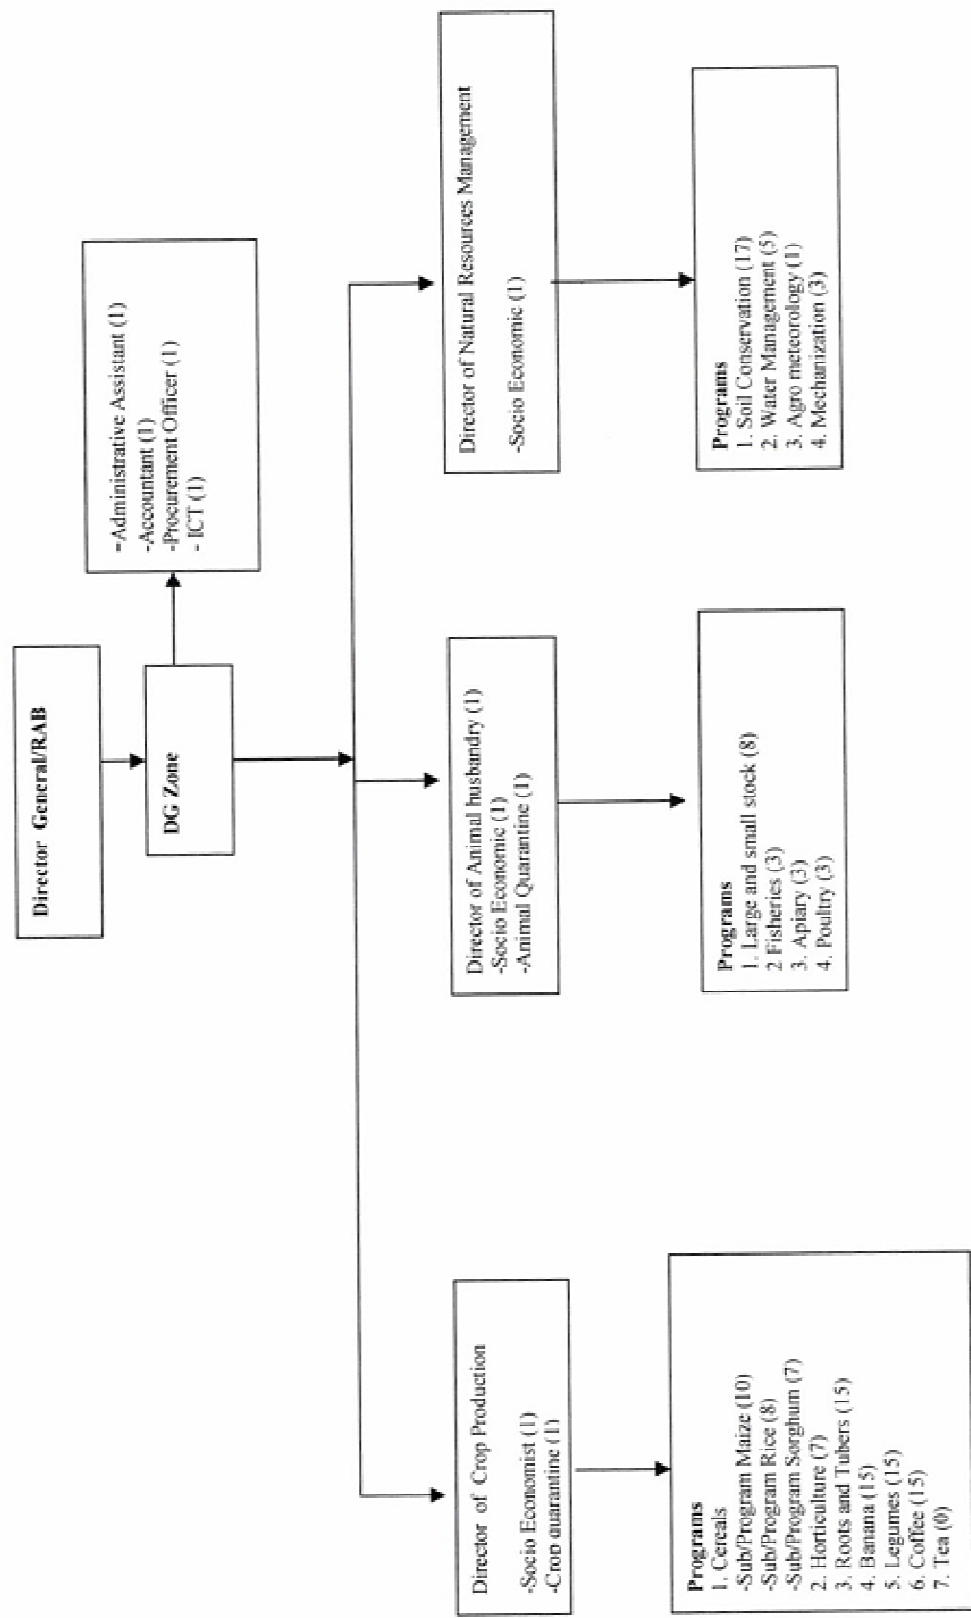 Director General/RAB
DG Zone
-Administrative Assistant (1)
-Accountant (1)
-Procurement Officer (1)
- ICT (1)
Director of Crop Production
-Socio Economist (1)
-Crop quarantine (1)
Director of Animal husbandry (1)
-Socio Economic (1)
-Animal Quarantine (1)
Director of Natural Resources Management
-Socio Economic (1)
Programs
1. Cereals
-Sub/Program Maize (10)
-Sub/Program Rice (8)
-Sub/Program Sorghum (7)
2. Horticulture (7)
3. Roots and Tubers (15)
4. Banana (15)
5. Legumes (15)
6. Coffee (15)
7. Tea (0)
Programs
1. Large and small stock (8)
2 Fisheries (3)
3. Apiary (3)
4. Poultry (3)
Programs
1. Soil Conservation (17)
2. Water Management (5)
3. Agro meteorology (1)
4. Mechanization (3)